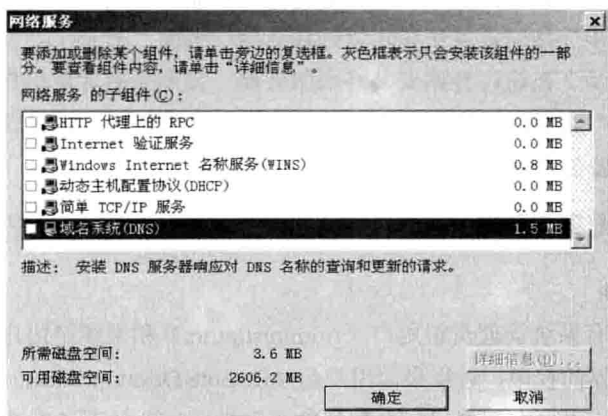 网络服务
要添加或删除某个组件，请单击旁边的复选框。灰色框表示只会安装该组件的一部
分。要查看组件内容，请单击“详细信息”。
网络服务 的子组件(C):
HTTP 代理上的 RPC 0.0 MB
Internet 验证服务 0.0 MB
Windows Internet 名称服务(WINS) 0.8 MB
动态主机配置协议(DHCP) 0.0 MB
简单 TCP/IP 服务 0.0 MB
域名系统(DNS) 1.5 MB
描述： 安装 DNS 服务器响应对 DNS 名称的查询和更新的请求。
所需磁盘空间： 3.6 MB
详细信息(D)...
可用磁盘空间： 2606.2 MB
确定 取消